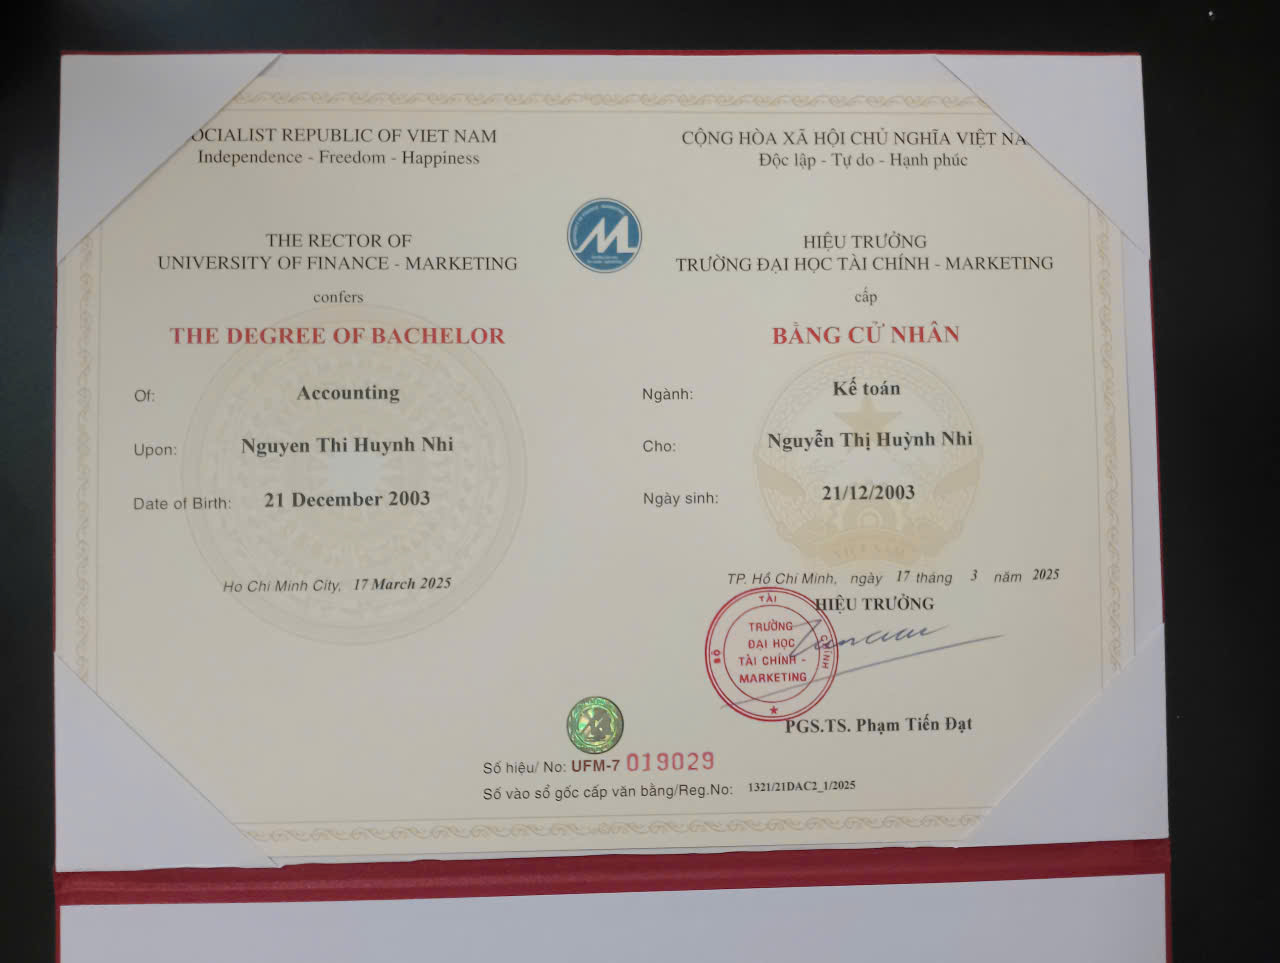 SOCIALIST REPUBLIC OF VIET NAM
Independence - Freedom - Happiness
THE RECTOR OF
UNIVERSITY OF FINANCE - MARKETING
confers
THE DEGREE OF BACHELOR
Of: Accounting
Upon: Nguyen Thi Huynh Nhi
Date of Birth: 21 December 2003
Ho Chi Minh City, 17 March 2025
CỘNG HÒA XÃ HỘI CHỦ NGHĨA VIỆT NA
Độc lập - Tự do - Hạnh phúc
HIỆU TRƯỞNG
TRƯỜNG ĐẠI HỌC TÀI CHÍNH - MARKETING
cấp
BẰNG CỬ NHÂN
Ngành: Kế toán
Cho: Nguyễn Thị Huỳnh Nhi
Ngày sinh: 21/12/2003
VIỆT NAM
TP. Hồ Chí Minh, ngày 17 tháng 3 năm 2025
HIỆU TRƯỞNG
BỘ TÀI CHÍNH
TRƯỜNG
ĐẠI HỌC
TÀI CHÍNH -
MARKETING
PGS.TS. Phạm Tiến Đạt
Số hiệu/ No: UFM-7 019029
Số vào sổ gốc cấp văn bằng/Reg.No: 1321/21DAC2_1/2025